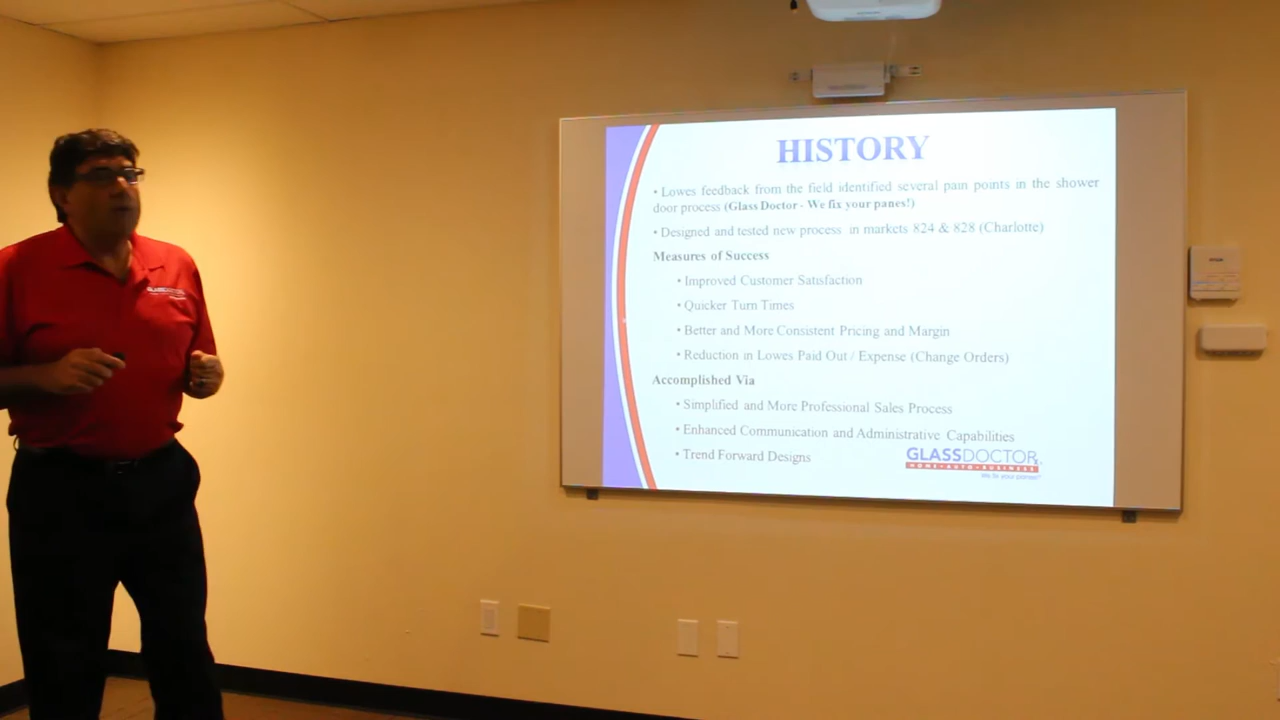 HISTORY
• Lowes feedback from the field identified several pain points in the shower
door process (Glass Doctor - We fix your panes!)
• Designed and tested new process in markets 824 & 828 (Charlotte)
Measures of Success
• Improved Customer Satisfaction
• Quicker Turn Times
• Better and More Consistent Pricing and Margin
• Reduction in Lowes Paid Out / Expense (Change Orders)
Accomplished Via
• Simplified and More Professional Sales Process
• Enhanced Communication and Administrative Capabilities
• Trend Forward Designs
GLASSDOCTOR
HOME • AUTO • BUSINESS
We fix your panes!
GLASSDOCTOR